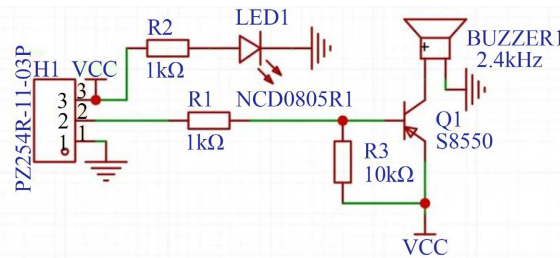 R2
1kΩ
LED1
NCD0805R1
BUZZER1
2.4kHz
+
PZ254R-11-03P
H1
VCC
3
3
2
2
1
1
R1
1kΩ
Q1
S8550
R3
10kΩ
VCC